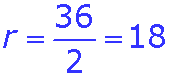 r = 36/2 = 18